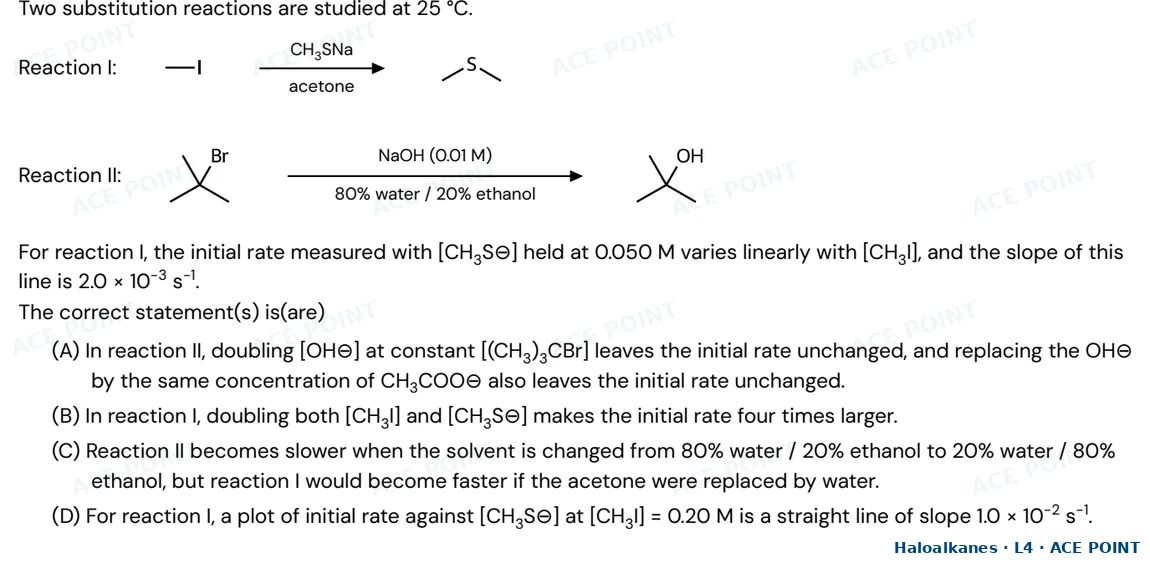 Two substitution reactions are studied at 25 °C.
CH₃SNa
Reaction I: —I S
acetone
Br NaOH (0.01 M) OH
Reaction II:
80% water / 20% ethanol
For reaction I, the initial rate measured with [CH₃S⊖] held at 0.050 M varies linearly with [CH₃I], and the slope of this
line is 2.0 × 10⁻³ s⁻¹.
The correct statement(s) is(are)
(A) In reaction II, doubling [OH⊖] at constant [(CH₃)₃CBr] leaves the initial rate unchanged, and replacing the OH⊖
by the same concentration of CH₃COO⊖ also leaves the initial rate unchanged.
(B) In reaction I, doubling both [CH₃I] and [CH₃S⊖] makes the initial rate four times larger.
(C) Reaction II becomes slower when the solvent is changed from 80% water / 20% ethanol to 20% water / 80%
ethanol, but reaction I would become faster if the acetone were replaced by water.
(D) For reaction I, a plot of initial rate against [CH₃S⊖] at [CH₃I] = 0.20 M is a straight line of slope 1.0 × 10⁻² s⁻¹.
Haloalkanes · L4 · ACE POINT